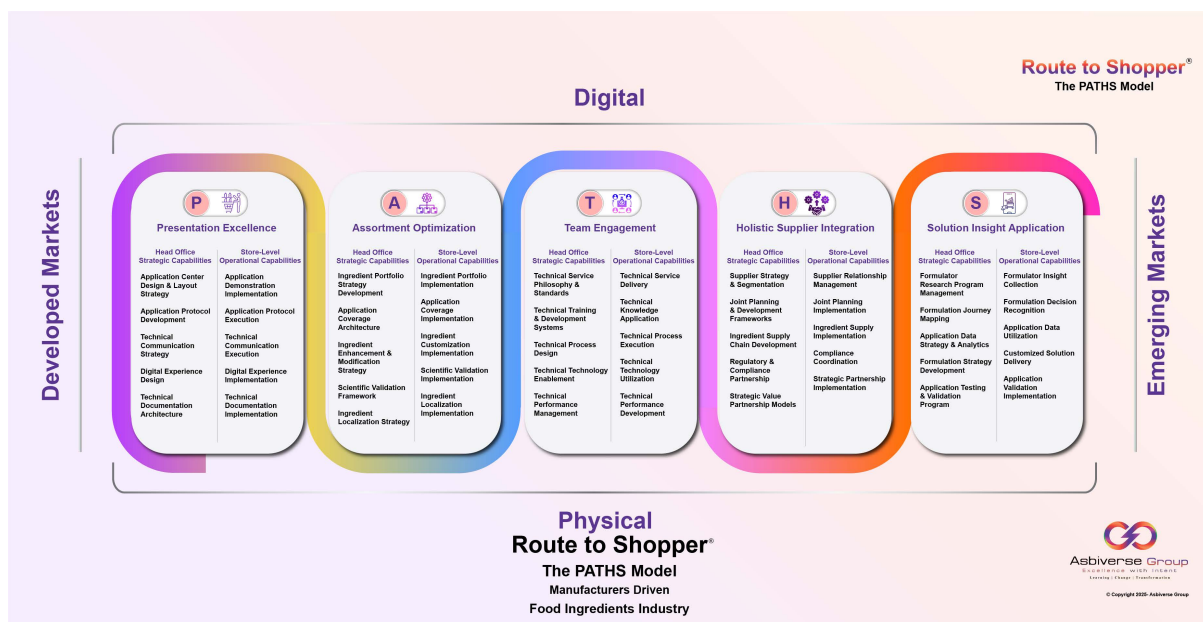 Route to Shopper®
The PATHS Model
Digital
Developed Markets
Emerging Markets
P
Presentation Excellence
Head Office
Strategic Capabilities
Application Center
Design & Layout
Strategy
Application Protocol
Development
Technical
Communication
Strategy
Digital Experience
Design
Technical
Documentation
Architecture
Store-Level
Operational Capabilities
Application
Demonstration
Implementation
Application Protocol
Execution
Technical
Communication
Execution
Digital Experience
Implementation
Technical
Documentation
Implementation
A
Assortment Optimization
Head Office
Strategic Capabilities
Ingredient Portfolio
Strategy
Development
Application
Coverage
Architecture
Ingredient
Enhancement &
Modification
Strategy
Scientific Validation
Framework
Ingredient
Localization Strategy
Store-Level
Operational Capabilities
Ingredient Portfolio
Implementation
Application
Coverage
Implementation
Ingredient
Customization
Implementation
Scientific Validation
Implementation
Ingredient
Localization
Implementation
T
Team Engagement
Head Office
Strategic Capabilities
Technical Service
Philosophy &
Standards
Technical Training
& Development
Systems
Technical Process
Design
Technical Technology
Enablement
Technical
Performance
Management
Store-Level
Operational Capabilities
Technical Service
Delivery
Technical
Knowledge
Application
Technical Process
Execution
Technical
Technology
Utilization
Technical
Performance
Development
H
Holistic Supplier Integration
Head Office
Strategic Capabilities
Supplier Strategy
& Segmentation
Joint Planning
& Development
Frameworks
Ingredient Supply
Chain Development
Regulatory &
Compliance
Partnership
Strategic Value
Partnership Models
Store-Level
Operational Capabilities
Supplier Relationship
Management
Joint Planning
Implementation
Ingredient Supply
Implementation
Compliance
Coordination
Strategic Partnership
Implementation
S
Solution Insight Application
Head Office
Strategic Capabilities
Formulator
Research Program
Management
Formulation Journey
Mapping
Application Data
Strategy & Analytics
Formulation Strategy
Development
Application Testing
& Validation
Program
Store-Level
Operational Capabilities
Formulator Insight
Collection
Formulation Decision
Recognition
Application Data
Utilization
Customized Solution
Delivery
Application
Validation
Implementation
Physical
Route to Shopper®
The PATHS Model
Manufacturers Driven
Food Ingredients Industry
Asbiverse Group
Excellence with Intent
Learning | Change | Transformation
© Copyright 2025- Asbiverse Group